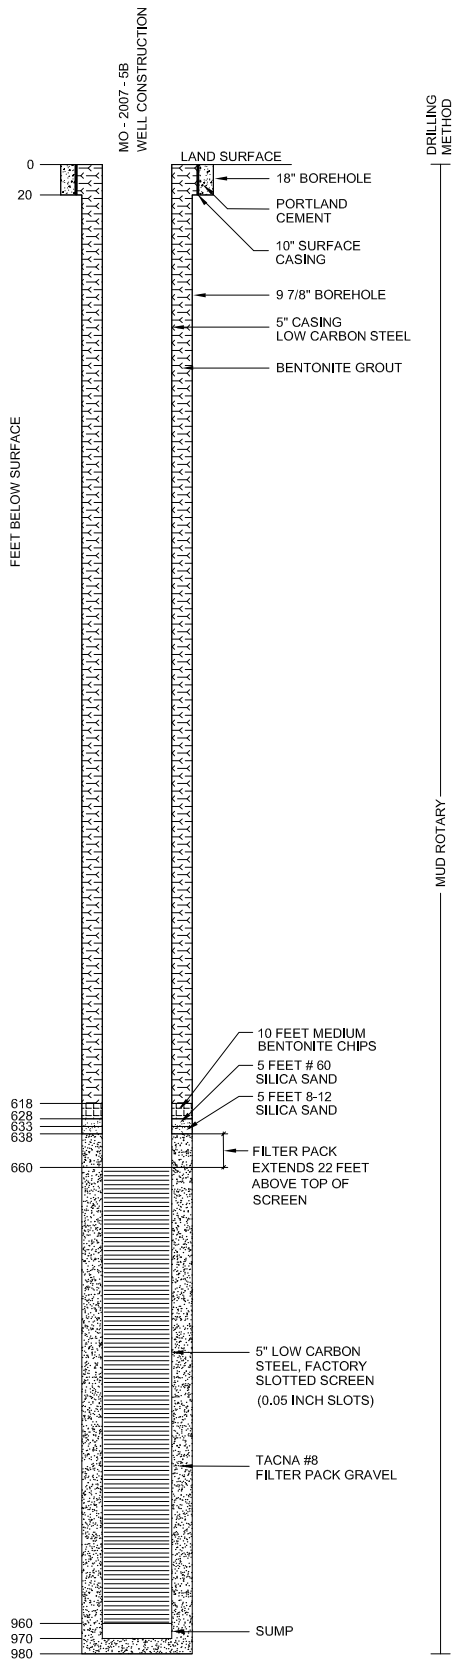 MO - 2007 - 5B
WELL CONSTRUCTION
DRILLING
METHOD
LAND SURFACE
0
18" BOREHOLE
20
PORTLAND
CEMENT
10" SURFACE
CASING
9 7/8" BOREHOLE
5" CASING
LOW CARBON STEEL
BENTONITE GROUT
FEET BELOW SURFACE
MUD ROTARY
10 FEET MEDIUM
BENTONITE CHIPS
5 FEET # 60
SILICA SAND
5 FEET 8-12
SILICA SAND
618
628
633
638
FILTER PACK
EXTENDS 22 FEET
ABOVE TOP OF
SCREEN
660
5" LOW CARBON
STEEL, FACTORY
SLOTTED SCREEN
(0.05 INCH SLOTS)
TACNA #8
FILTER PACK GRAVEL
960
SUMP
970
980